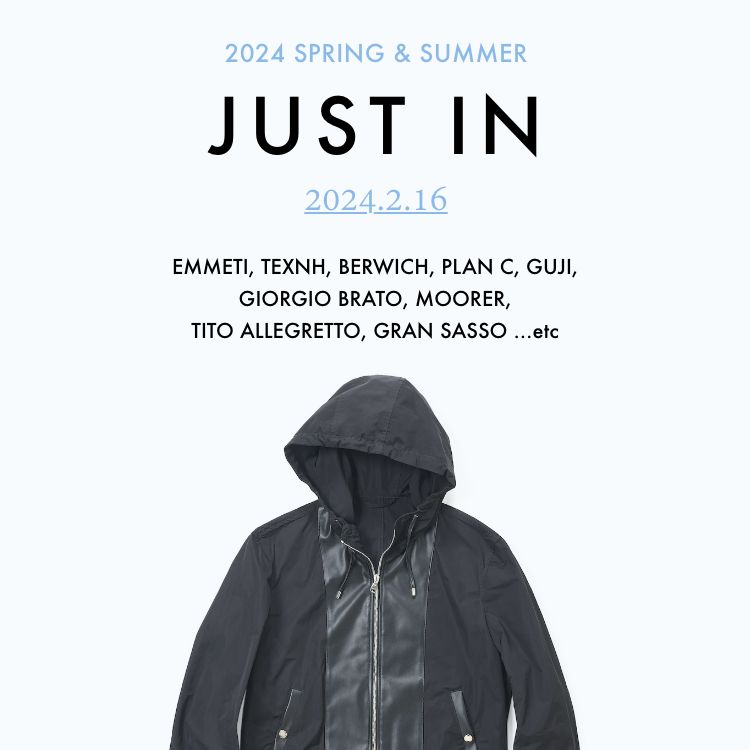 2024 SPRING & SUMMER
JUST IN
2024.2.16
EMMETI, TEXNH, BERWICH, PLAN C, GUJI,
GIORGIO BRATO, MOORER,
TITO ALLEGRETTO, GRAN SASSO ...etc